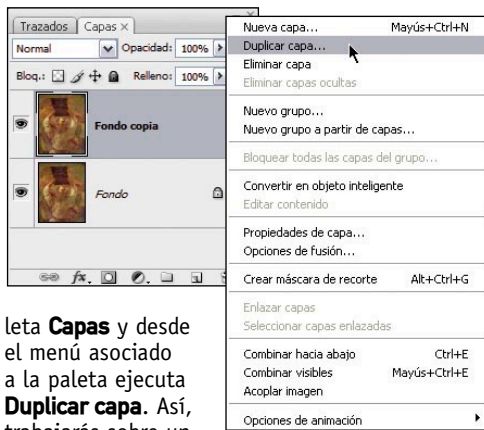 Trazados Capas ×
Normal Opacidad: 100%
Bloq.: Relleno: 100%
Fondo copia
Fondo
fx.
Nueva capa... Mayús+Ctrl+N
Duplicar capa...
Eliminar capa
Eliminar capas ocultas
Nuevo grupo...
Nuevo grupo a partir de capas...
Bloquear todas las capas del grupo...
Convertir en objeto inteligente
Editar contenido
Propiedades de capa...
Opciones de fusión...
Crear máscara de recorte Alt+Ctrl+G
Enlazar capas
Seleccionar capas enlazadas
Combinar hacia abajo Ctrl+E
Combinar visibles Mayús+Ctrl+E
Acoplar imagen
Opciones de animación
leta Capas y desde
el menú asociado
a la paleta ejecuta
Duplicar capa. Así,
trabajarás sobre un